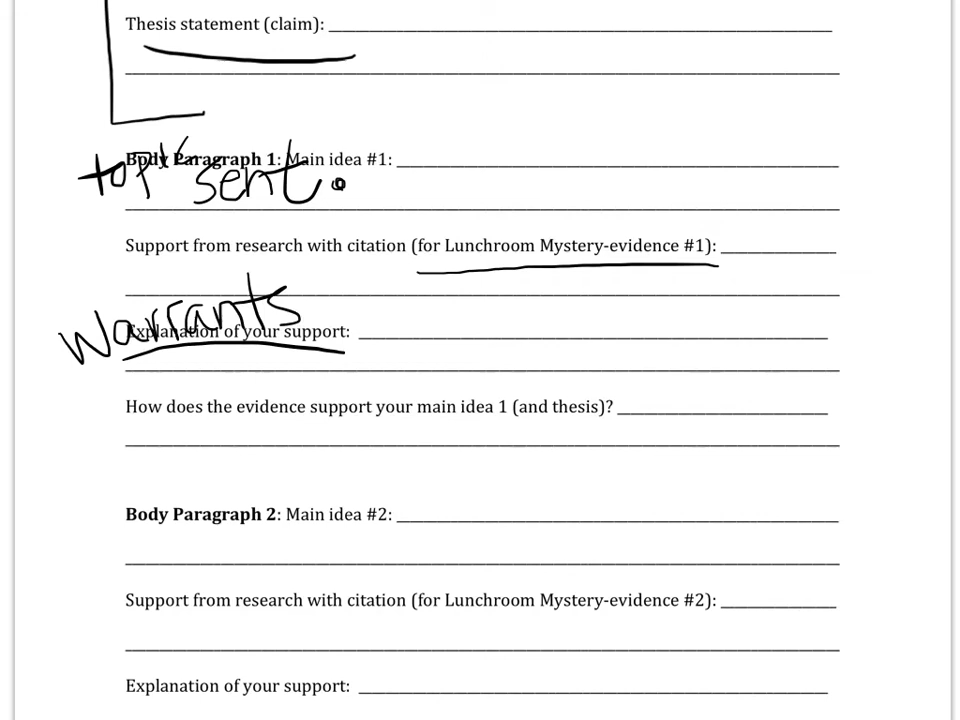 Thesis statement (claim):
Body Paragraph 1: Main idea #1:
sent.
Support from research with citation (for Lunchroom Mystery-evidence #1):
warrants
Explanation of your support:
How does the evidence support your main idea 1 (and thesis)?
Body Paragraph 2: Main idea #2:
Support from research with citation (for Lunchroom Mystery-evidence #2):
Explanation of your support: